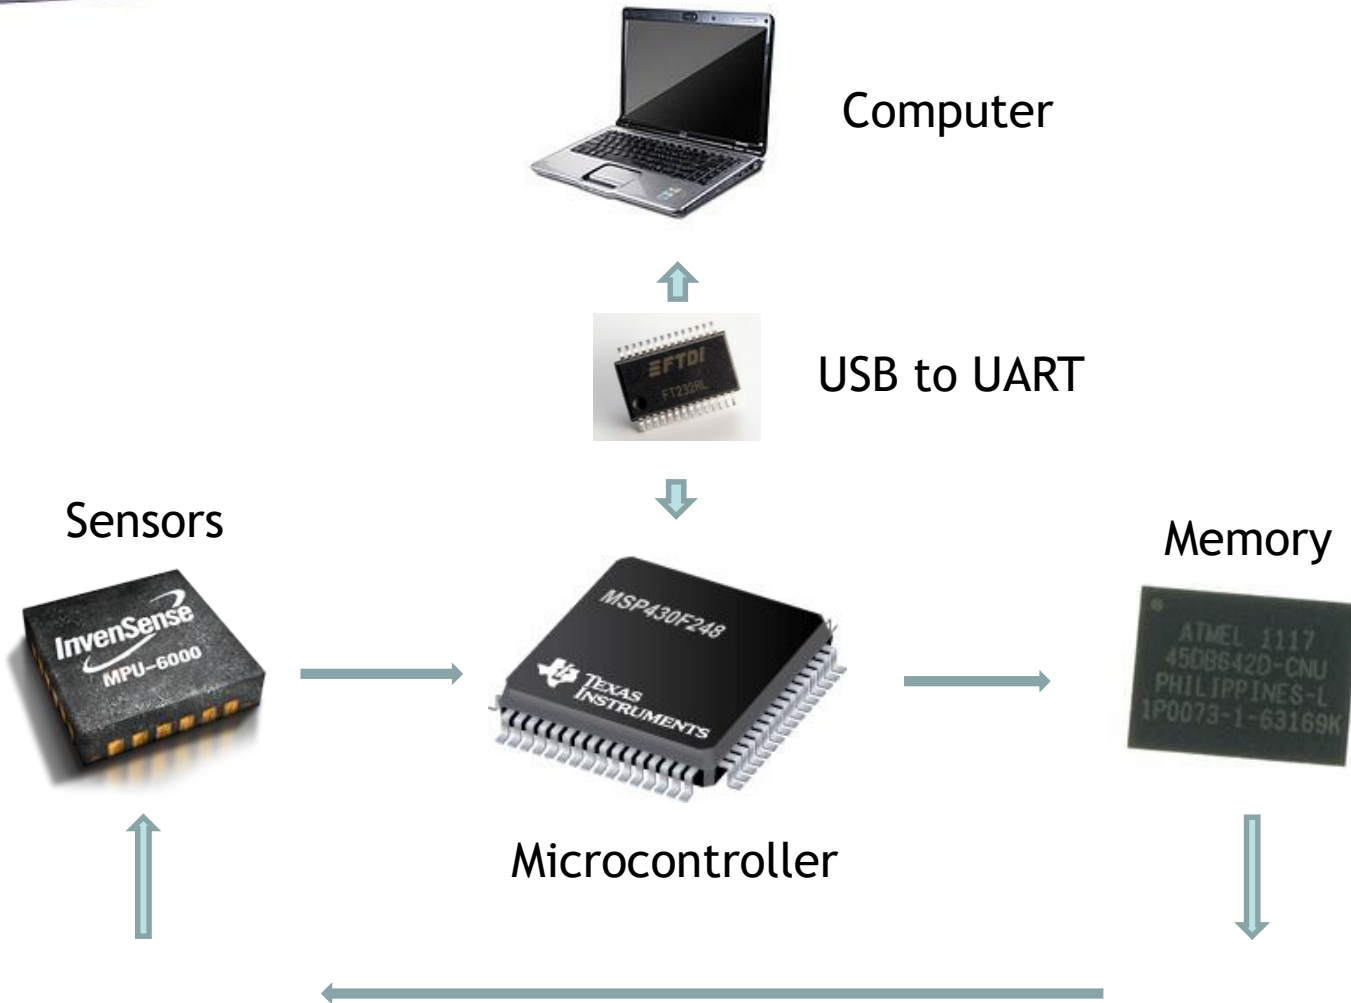 Computer
FTDI
FT232RL
USB to UART
Sensors
Memory
InvenSense
MPU-6000
MSP430F248
TEXAS
INSTRUMENTS
ATMEL 1117
45DB642D-CNU
PHILIPPINES-L
1P0073-1-63169K
Microcontroller